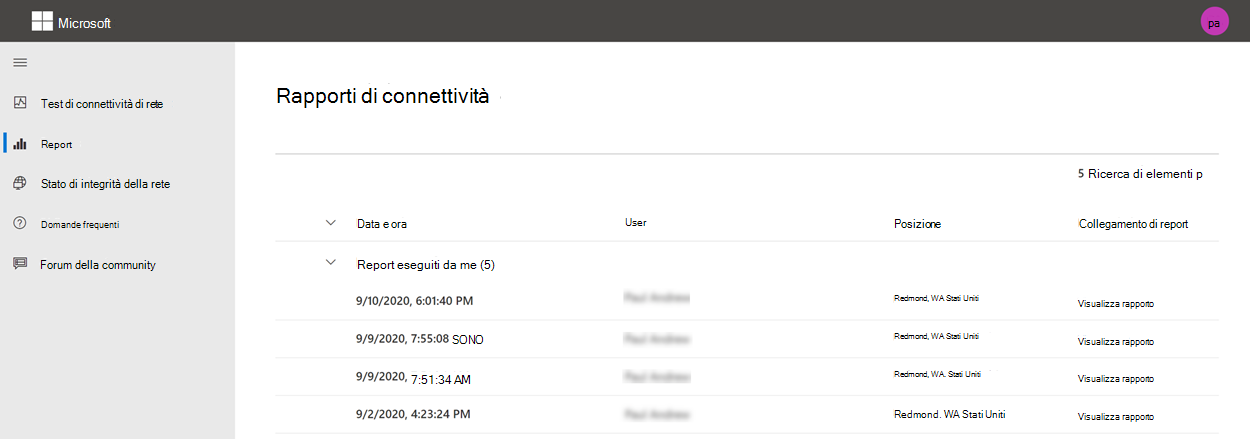 Microsoft
pa
Test di connettività di rete
Report
Stato di integrità della rete
Domande frequenti
Forum della community
Rapporti di connettività
5 Ricerca di elementi p
Data e ora User Posizione Collegamento di report
Report eseguiti da me (5)
9/10/2020, 6:01:40 PM Redmond, WA Stati Uniti Visualizza rapporto
9/9/2020, 7:55:08 SONO Redmond, WA Stati Uniti Visualizza rapporto
9/9/2020, 7:51:34 AM Redmond, WA. Stati Uniti Visualizza rapporto
9/2/2020, 4:23:24 PM Redmond. WA Stati Uniti Visualizza rapporto